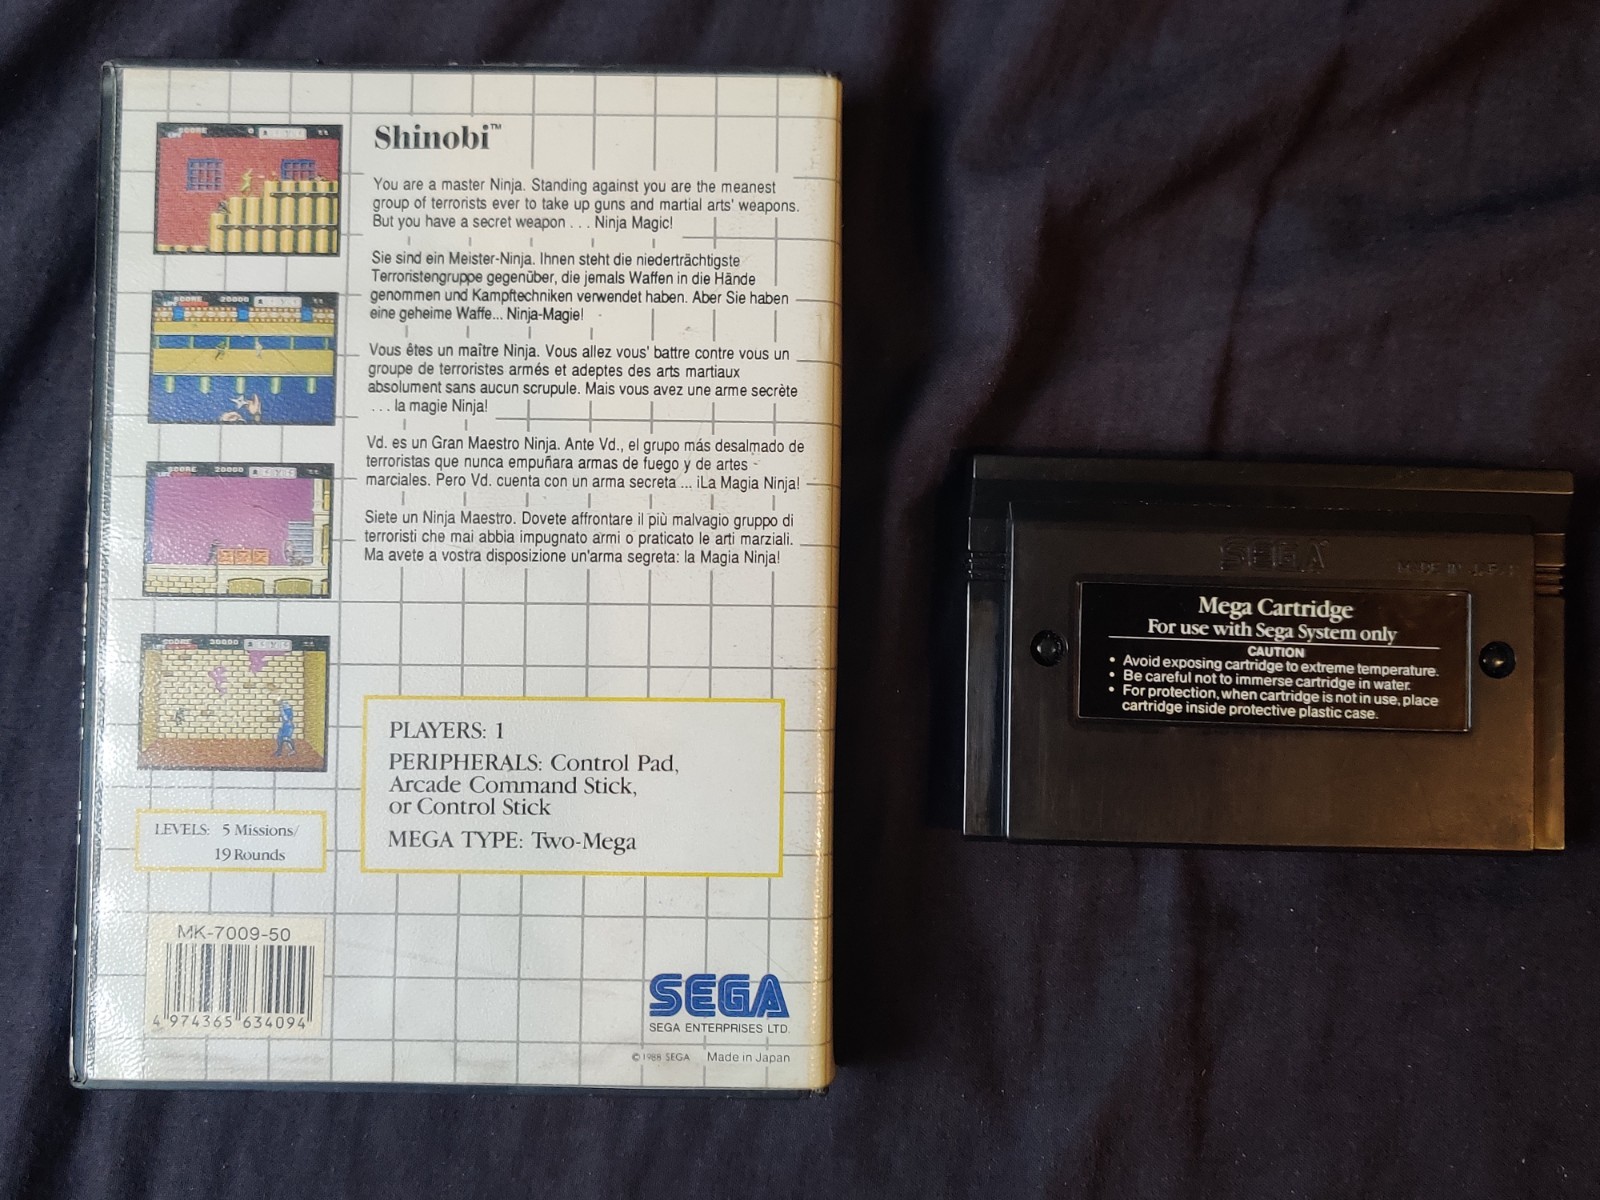 Shinobi™
You are a master Ninja. Standing against you are the meanest
group of terrorists ever to take up guns and martial arts' weapons.
But you have a secret weapon . . . Ninja Magic!
Sie sind ein Meister-Ninja. Ihnen steht die niederträchtigste
Terroristengruppe gegenüber, die jemals Waffen in die Hände
genommen und Kampftechniken verwendet haben. Aber Sie haben
eine geheime Waffe... Ninja-Magie!
Vous êtes un maître Ninja. Vous allez vous' battre contre vous un
groupe de terroristes armés et adeptes des arts martiaux
absolument sans aucun scrupule. Mais vous avez une arme secrète
. . . la magie Ninja!
Vd. es un Gran Maestro Ninja. Ante Vd., el grupo más desalmado de
terroristas que nunca empuñara armas de fuego y de artes
marciales. Pero Vd. cuenta con un arma secreta ... ¡La Magia Ninja!
Siete un Ninja Maestro. Dovete affrontare il più malvagio gruppo di
terroristi che mai abbia impugnato armi o praticato le arti marziali.
Ma avete a vostra disposizione un'arma segreta: la Magia Ninja!
SCORE 0
SCORE 20000
SCORE 20000
SCORE
PLAYERS: 1
PERIPHERALS: Control Pad,
Arcade Command Stick,
or Control Stick
MEGA TYPE: Two-Mega
LEVELS: 5 Missions/
19 Rounds
MK-7009-50
4 974365 634094
SEGA
SEGA ENTERPRISES LTD.
© 1988 SEGA Made in Japan
SEGA
MADE IN JAPAN
Mega Cartridge
For use with Sega System only
CAUTION
• Avoid exposing cartridge to extreme temperature.
• Be careful not to immerse cartridge in water.
• For protection, when cartridge is not in use, place
cartridge inside protective plastic case.